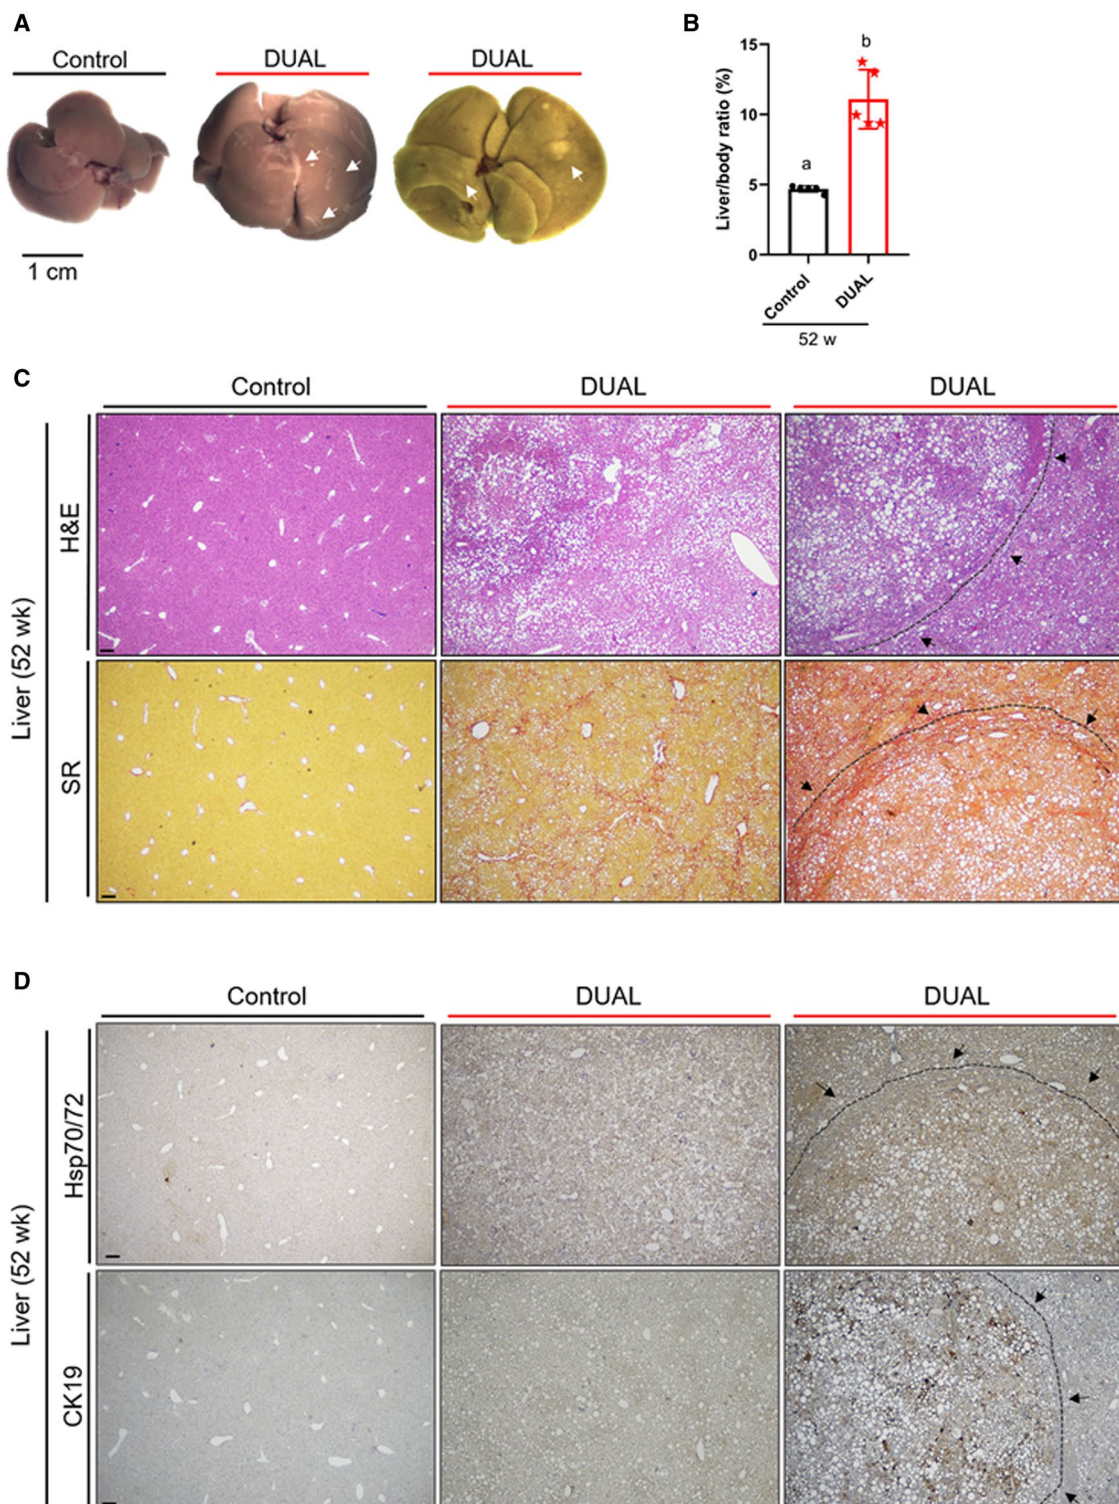 A
Control
DUAL
DUAL
1 cm
B
Liver/body ratio (%)
15
10
5
0
a
b
Control
DUAL
52 w
C
Control
DUAL
DUAL
Liver (52 wk)
H&E
SR
D
Control
DUAL
DUAL
Liver (52 wk)
Hsp70/72
CK19